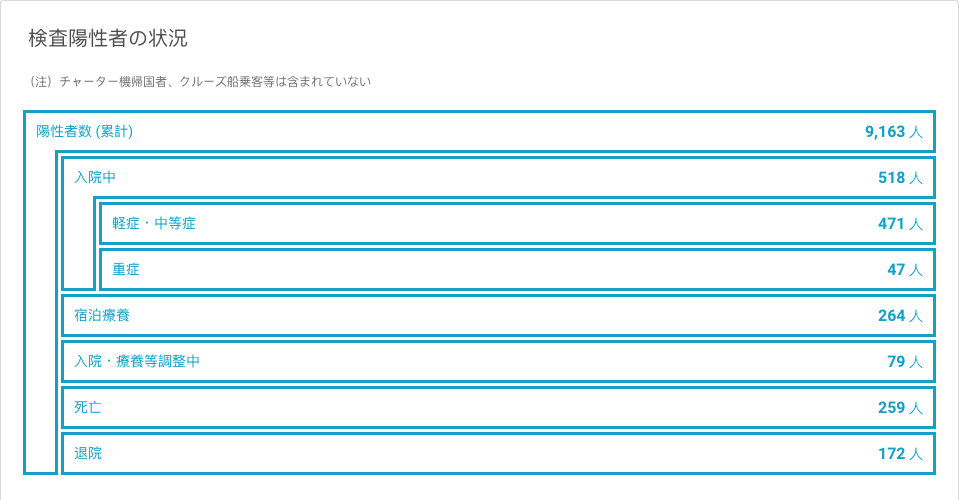 検査陽性者の状況
（注）チャーター機帰国者、クルーズ船乗客等は含まれていない
陽性者数 (累計) 9,163 人
入院中 518 人
軽症・中等症 471 人
重症 47 人
宿泊療養 264 人
入院・療養等調整中 79 人
死亡 259 人
退院 172 人